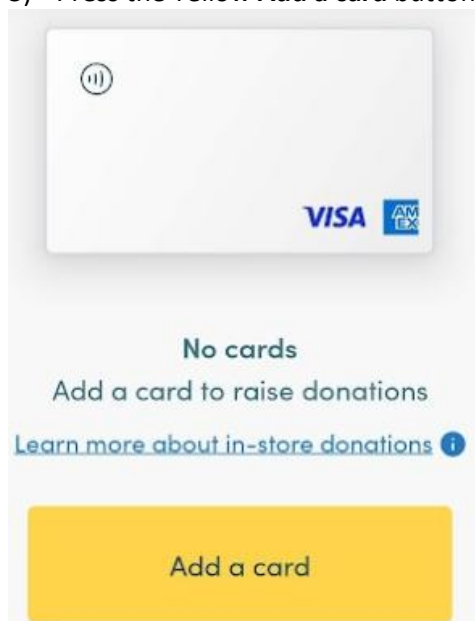 Press the Yellow Add a card button
VISA AM
EX
No cards
Add a card to raise donations
Learn more about in-store donations
Add a card